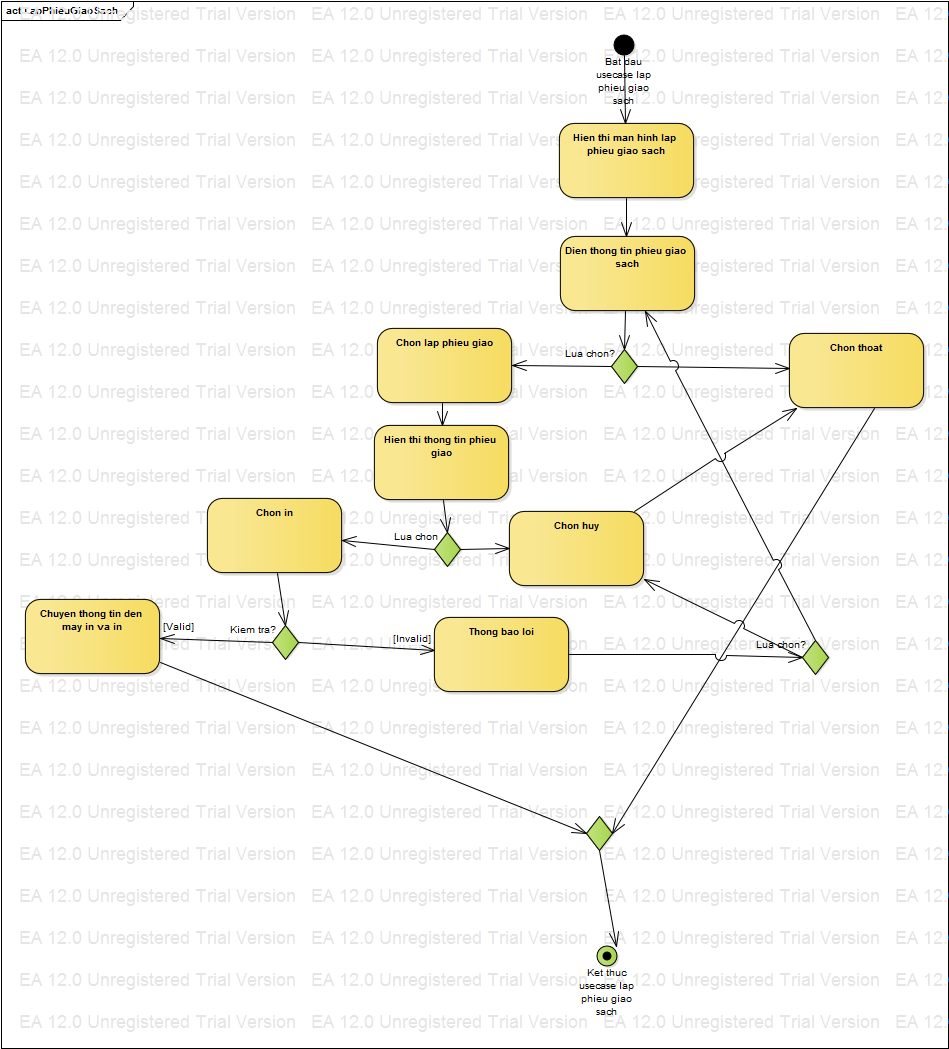 act LapPhieuGiaoSach
Bat dau
usecase lap
phieu giao
sach
Hien thi man hinh lap
phieu giao sach
Dien thong tin phieu giao
sach
Lua chon?
Chon lap phieu giao
Chon thoat
Hien thi thong tin phieu
giao
Chon in
Lua chon
Chon huy
Chuyen thong tin den
may in va in
[Valid]
Kiem tra?
[Invalid]
Thong bao loi
Lua chon?
Ket thuc
usecase lap
phieu giao
sach
EA 12.0 Unregistered Trial Version